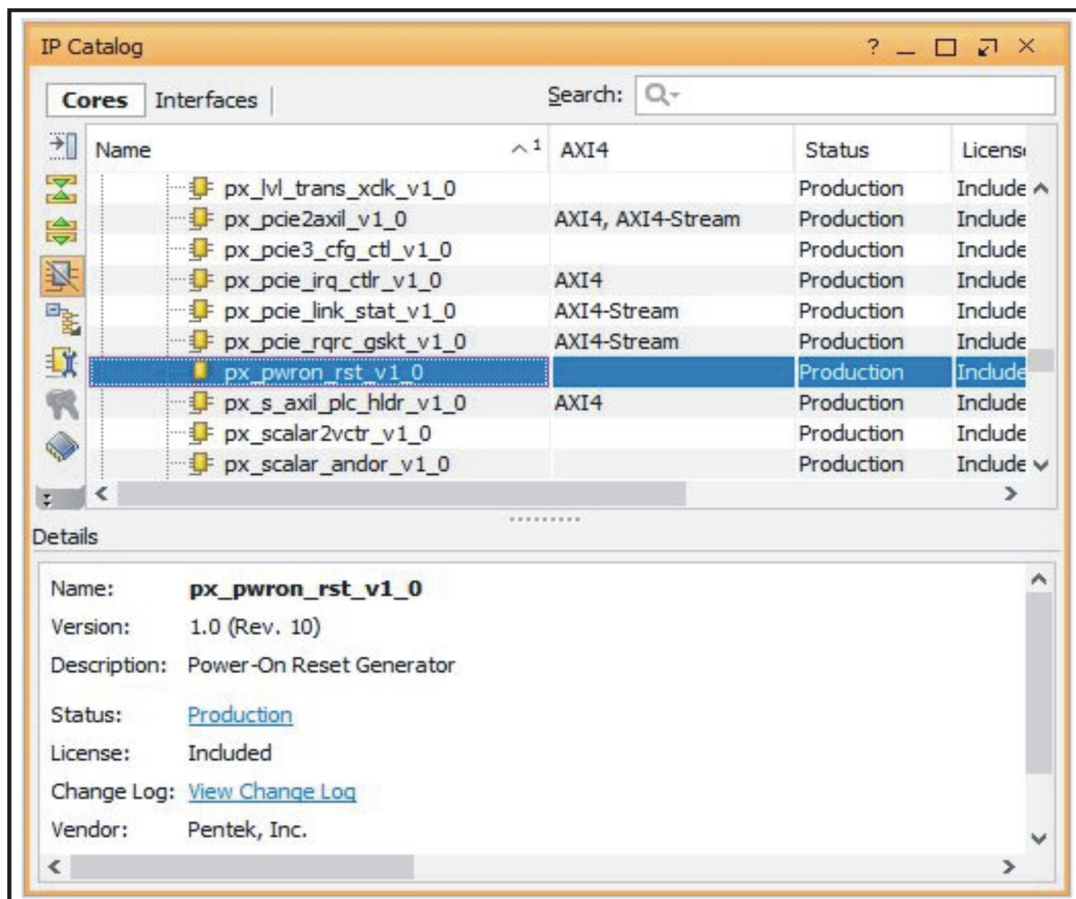 IP Catalog ?
Cores Interfaces Search:
Name 1 AXI4 Status Licens
px_lvl_trans_xclk_v1_0 Production Include
px_pcie2axil_v1_0 AXI4, AXI4-Stream Production Include
px_pcie3_cfg_ctl_v1_0 Production Include
px_pcie_irq_ctlr_v1_0 AXI4 Production Include
px_pcie_link_stat_v1_0 AXI4-Stream Production Include
px_pcie_rqrc_gskt_v1_0 AXI4-Stream Production Include
px_pwron_rst_v1_0 Production Include
px_s_axil_plc_hldr_v1_0 AXI4 Production Include
px_scalar2vctr_v1_0 Production Include
px_scalar_andor_v1_0 Production Include
Details
Name: px_pwron_rst_v1_0
Version: 1.0 (Rev. 10)
Description: Power-On Reset Generator
Status: Production
License: Included
Change Log: View Change Log
Vendor: Pentek, Inc.